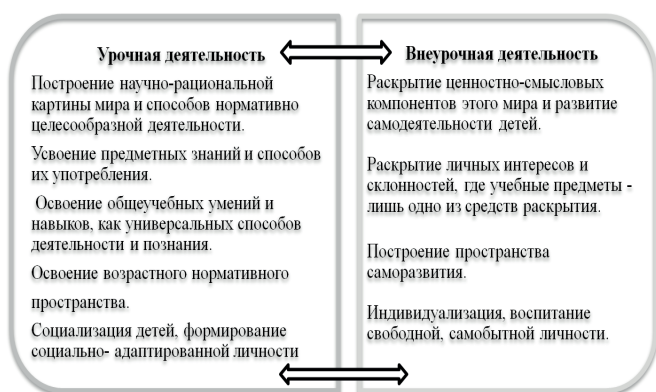 Урочная деятельность
Построение научно-рациональной
картины мира и способов нормативно
целесообразной деятельности.
Усвоение предметных знаний и способов
их употребления.
Освоение общеучебных умений и
навыков, как универсальных способов
деятельности и познания.
Освоение возрастного нормативного
пространства.
Социализация детей, формирование
социально- адаптированной личности
Внеурочная деятельность
Раскрытие ценностно-смысловых
компонентов этого мира и развитие
самодеятельности детей.
Раскрытие личных интересов и
склонностей, где учебные предметы -
лишь одно из средств раскрытия.
Построение пространства
саморазвития.
Индивидуализация, воспитание
свободной, самобытной личности.